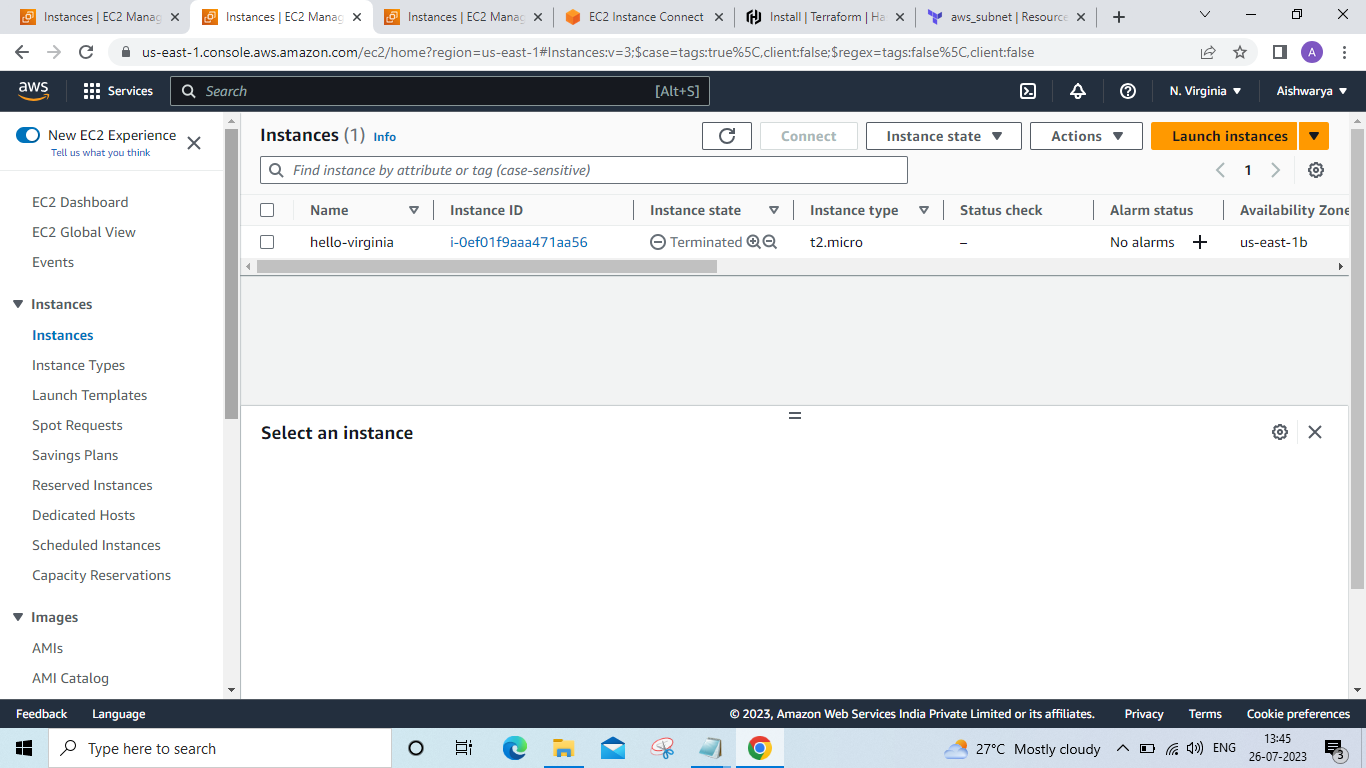 Instances | EC2 Manag
Instances | EC2 Manag
Instances | EC2 Manag
EC2 Instance Connect
Install | Terraform | Ha
aws_subnet | Resource
us-east-1.console.aws.amazon.com/ec2/home?region=us-east-1#Instances:v=3;$case=tags:true%5C,client:false;$regex=tags:false%5C,client:false
A
aws
Services
Search
[Alt+S]
N. Virginia
Aishwarya
New EC2 Experience
Tell us what you think
EC2 Dashboard
EC2 Global View
Events
Instances
Instances
Instance Types
Launch Templates
Spot Requests
Savings Plans
Reserved Instances
Dedicated Hosts
Scheduled Instances
Capacity Reservations
Images
AMIs
AMI Catalog
Instances (1) Info
Connect
Instance state
Actions
Launch instances
Find instance by attribute or tag (case-sensitive)
1
Name Instance ID Instance state Instance type Status check Alarm status Availability Zone
hello-virginia i-0ef01f9aaa471aa56 Terminated t2.micro – No alarms + us-east-1b
Select an instance
Feedback Language © 2023, Amazon Web Services India Private Limited or its affiliates. Privacy Terms Cookie preferences
Type here to search
27°C Mostly cloudy
ENG
13:45
26-07-2023
3